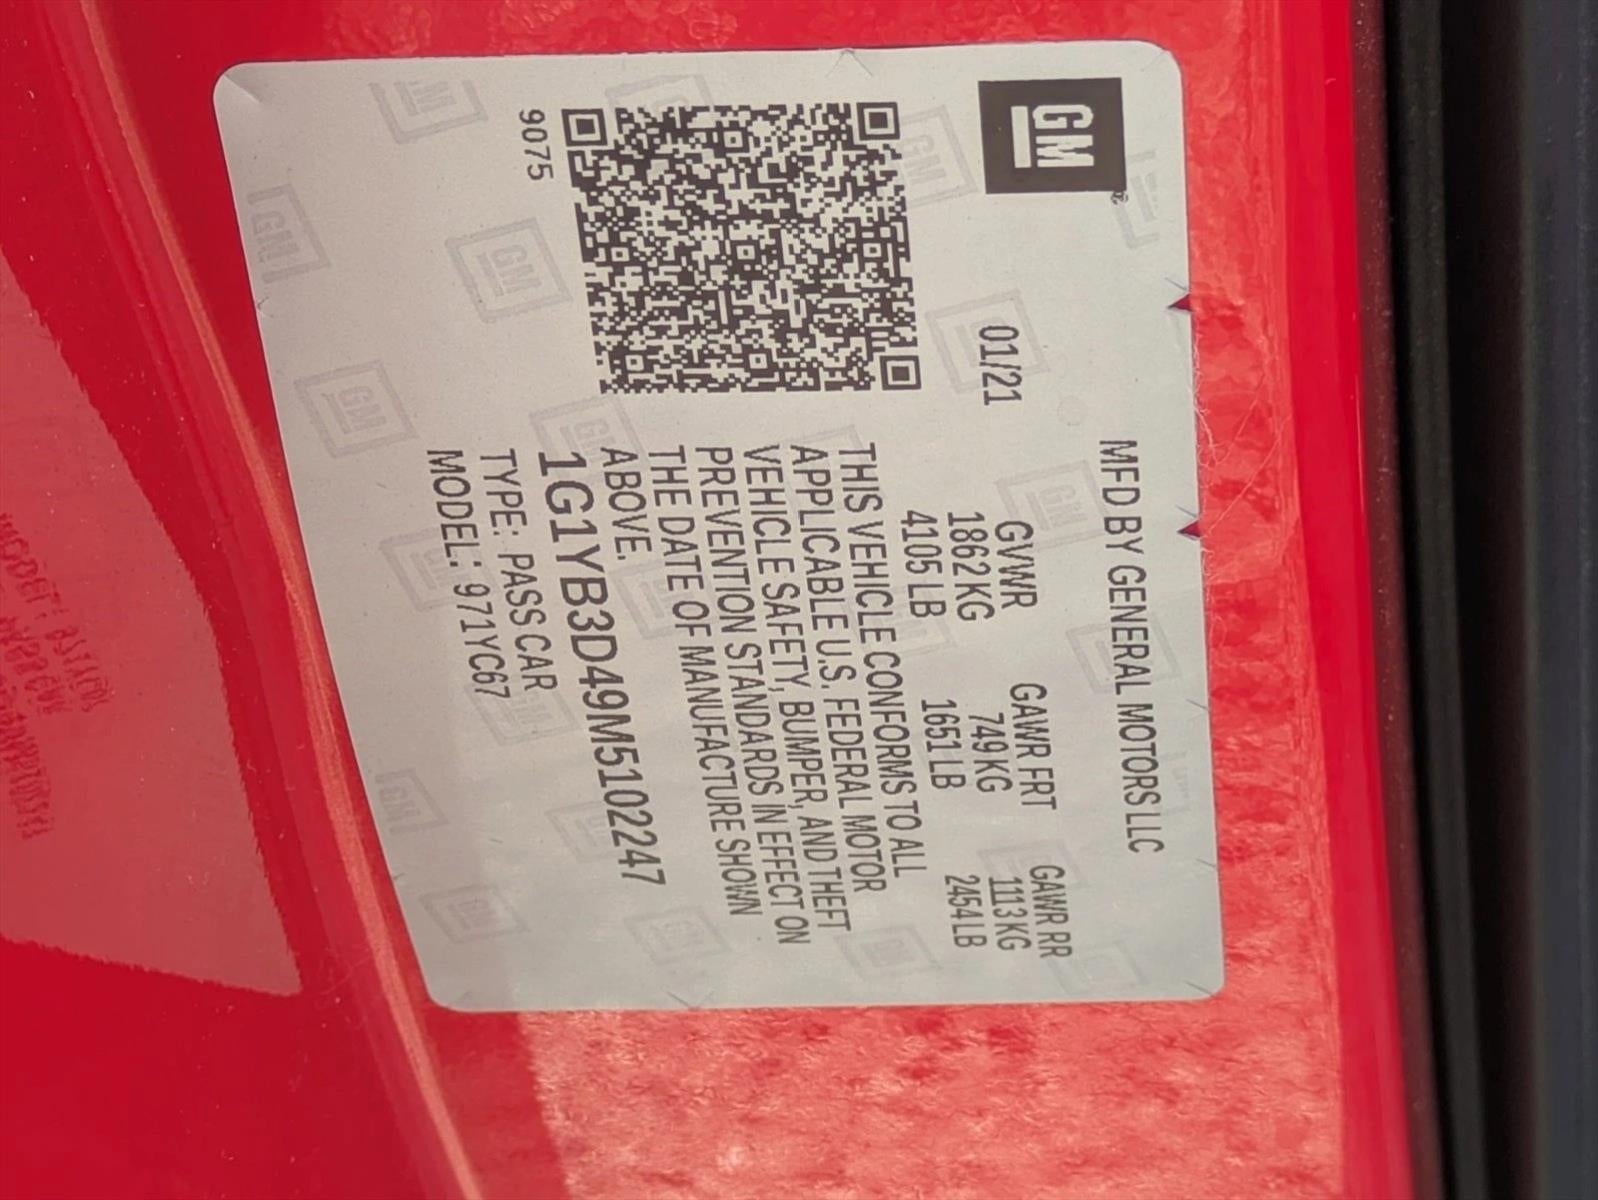 GM
MFD BY GENERAL MOTORS LLC
01/21
GVWR GAWR FRT GAWR RR
1862 KG 749 KG 1113 KG
4105 LB 1651 LB 2454 LB
THIS VEHICLE CONFORMS TO ALL
APPLICABLE U.S. FEDERAL MOTOR
VEHICLE SAFETY, BUMPER, AND THEFT
PREVENTION STANDARDS IN EFFECT ON
THE DATE OF MANUFACTURE SHOWN
ABOVE.
1G1YB3D49M5102247
TYPE: PASS CAR
MODEL: 971YC67
9075